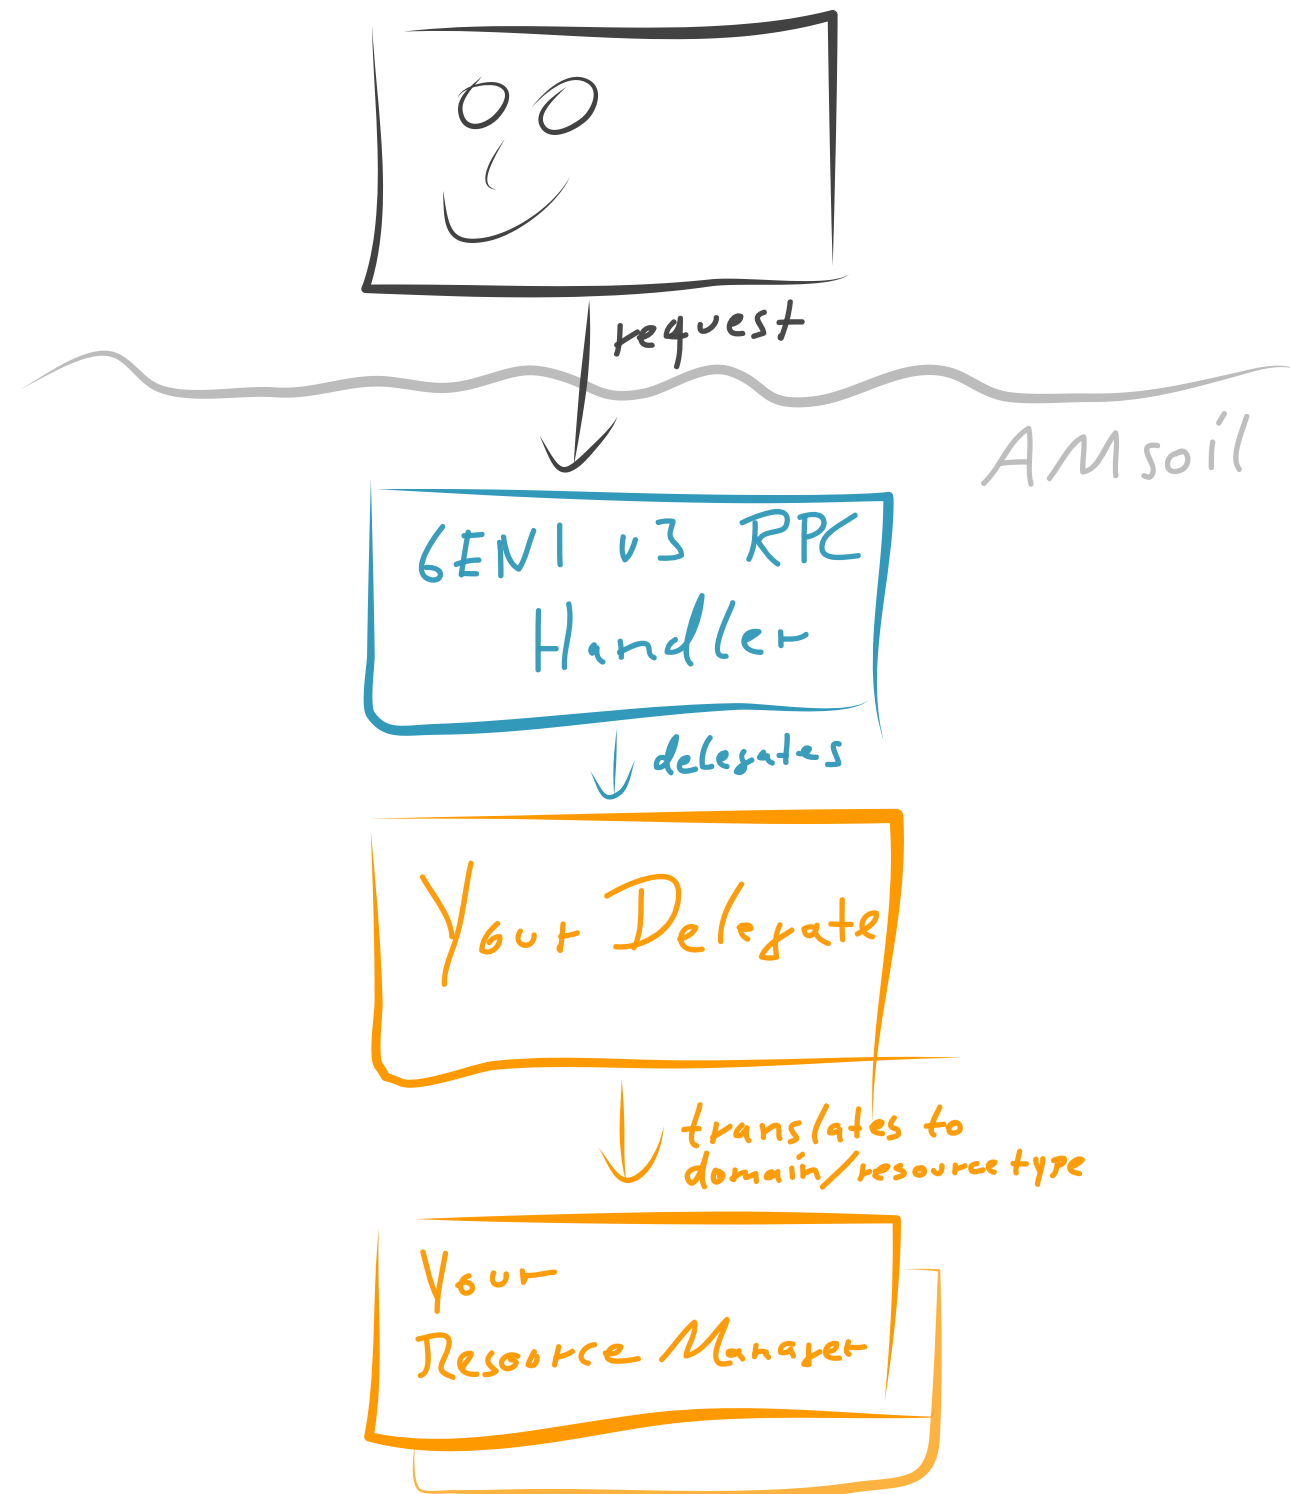 request
AMsoil
GENI v3 RPC
Handler
delegates
Your Delegate
translates to
domain/resource type
Your
Resource Manager